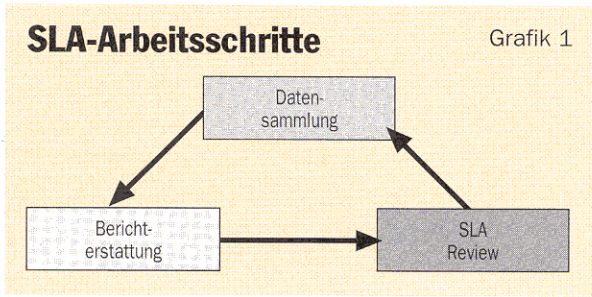 SLA-Arbeitsschritte
Grafik 1
Daten-
sammlung
Bericht-
erstattung
SLA
Review